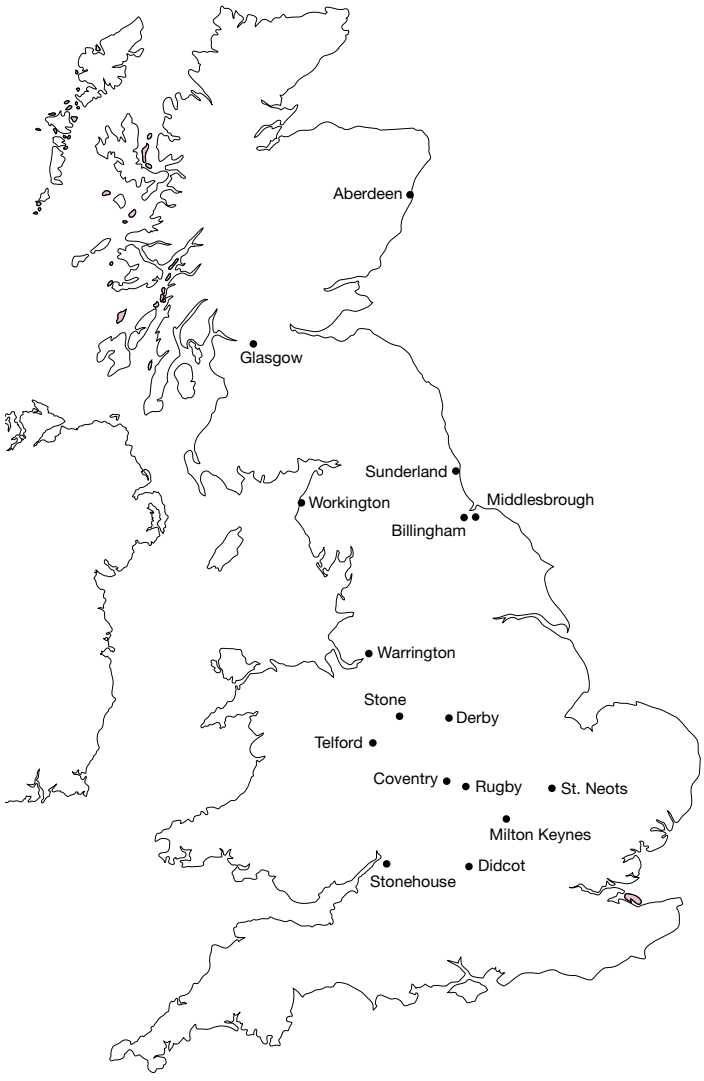 Aberdeen
Glasgow
Sunderland
Middlesbrough
Workington
Billingham
Warrington
Stone
Derby
Telford
Coventry
Rugby
St. Neots
Milton Keynes
Didcot
Stonehouse